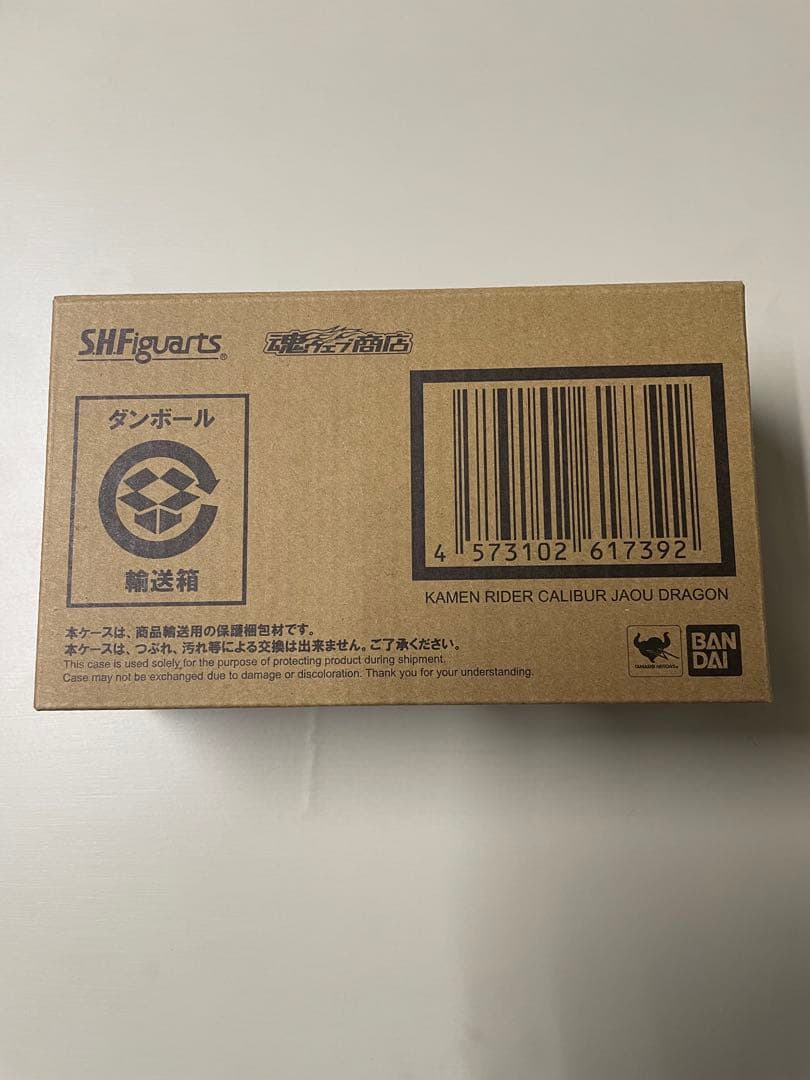 S.H.Figuarts®
魂ウェブ商店
ダンボール
輸送箱
4 573102 617392
KAMEN RIDER CALIBUR JAOU DRAGON
本ケースは、商品輸送用の保護梱包材です。
本ケースは、つぶれ、汚れ等による交換は出来ません。ご了承ください。
This case is used solely for the purpose of protecting product during shipment.
Case may not be exchanged due to damage or discoloration. Thank you for your understanding.
TAMASHII NATIONS
BAN
DAI